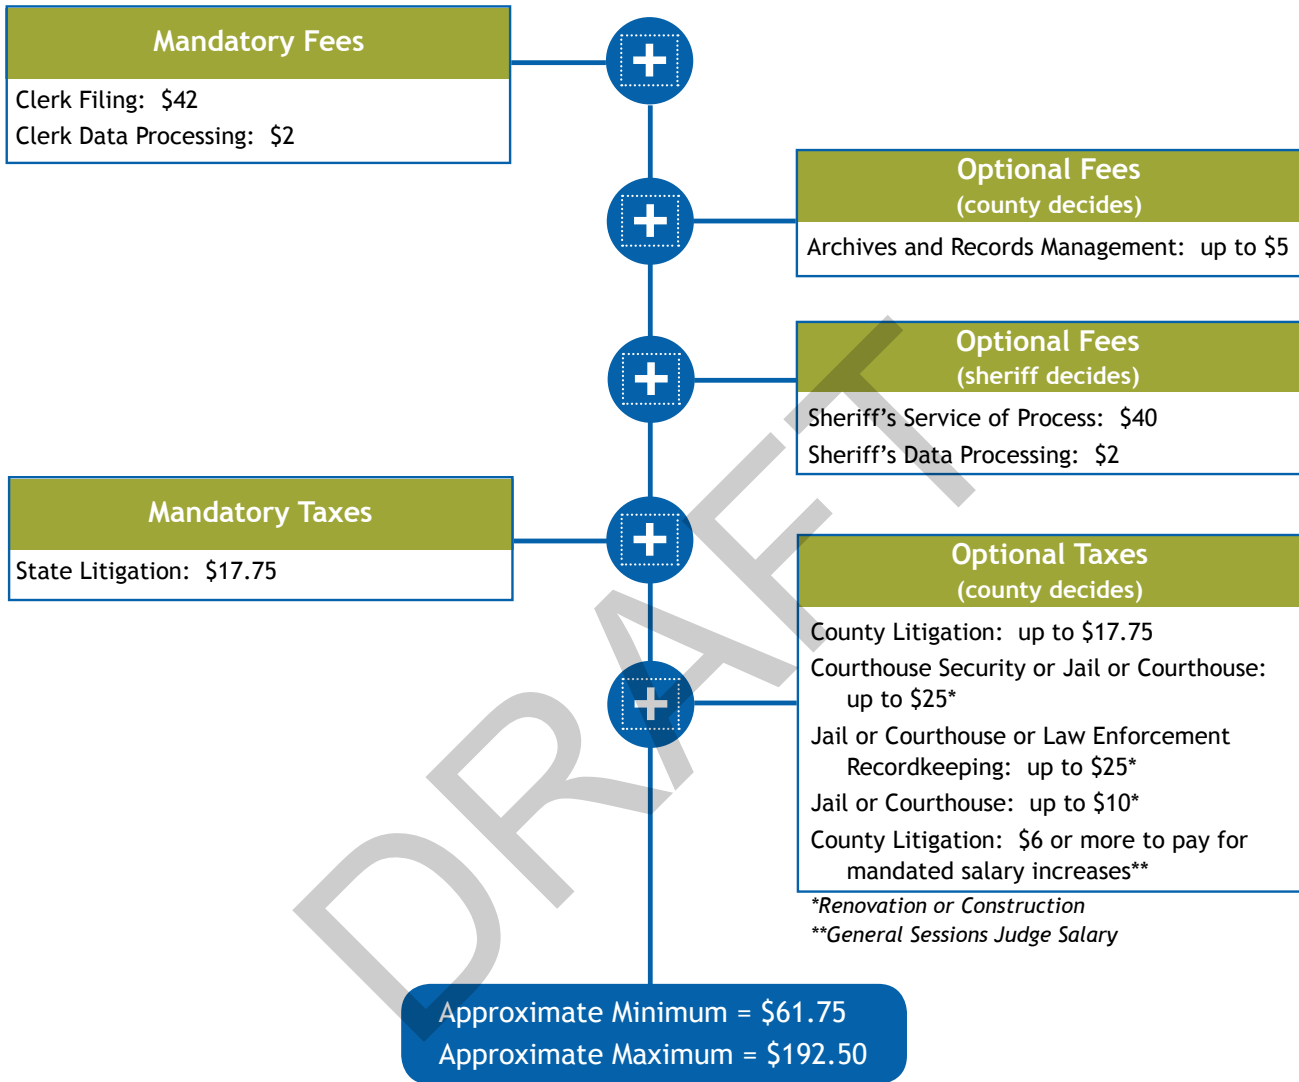 Mandatory Fees
Clerk Filing:  $42
Clerk Data Processing:  $2
Optional Fees
(county decides)
Archives and Records Management:  up to $5
Optional Fees
(sheriff decides)
Sheriff’s Service of Process:  $40
Sheriff’s Data Processing:  $2
Mandatory Taxes
State Litigation:  $17.75
Optional Taxes
(county decides)
County Litigation:  up to $17.75
Courthouse Security or Jail or Courthouse:
up to $25*
Jail or Courthouse or Law Enforcement
Recordkeeping:  up to $25*
Jail or Courthouse:  up to $10*
County Litigation:  $6 or more to pay for
mandated salary increases**
*Renovation or Construction
**General Sessions Judge Salary
Approximate Minimum = $61.75
Approximate Maximum = $192.50
DRAFT